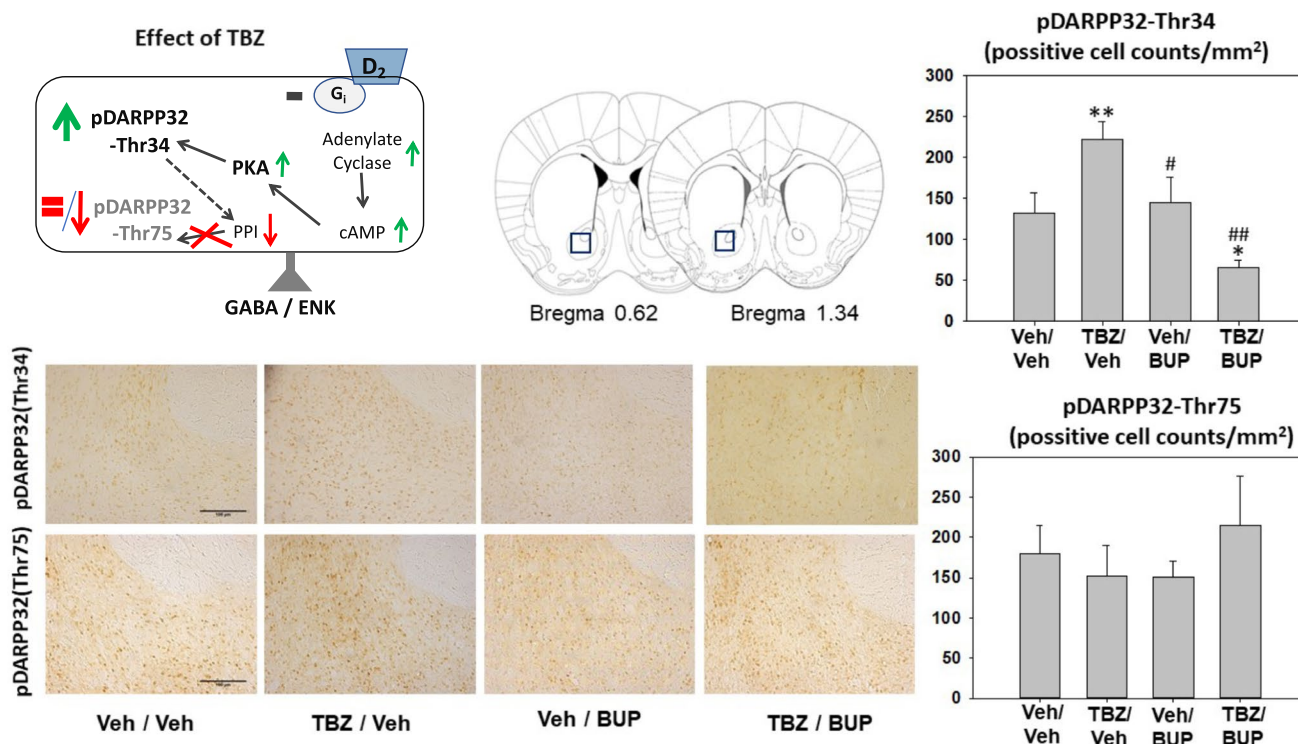 Effect of TBZ
D2
Gi
pDARPP32
-Thr34
Adenylate
Cyclase
PKA
pDARPP32
-Thr75
PPI
cAMP
GABA / ENK
Bregma 0.62
Bregma 1.34
pDARPP32-Thr34
(possitive cell counts/mm²)
300
250
200
150
100
50
0
**
#
##
*
Veh/
Veh
TBZ/
Veh
Veh/
BUP
TBZ/
BUP
pDARPP32(Thr34)
100 µm
pDARPP32(Thr75)
100 µm
Veh / Veh
TBZ / Veh
Veh / BUP
TBZ / BUP
pDARPP32-Thr75
(possitive cell counts/mm²)
300
250
200
150
100
50
0
Veh/
Veh
TBZ/
Veh
Veh/
BUP
TBZ/
BUP